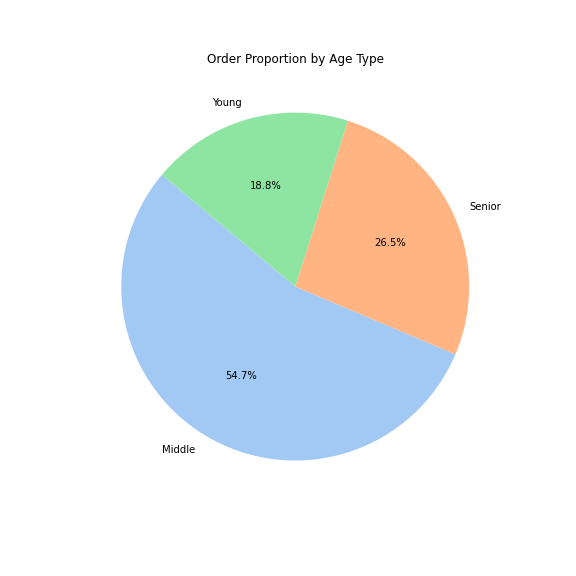 Order Proportion by Age Type
Young
18.8%
Senior
26.5%
54.7%
Middle